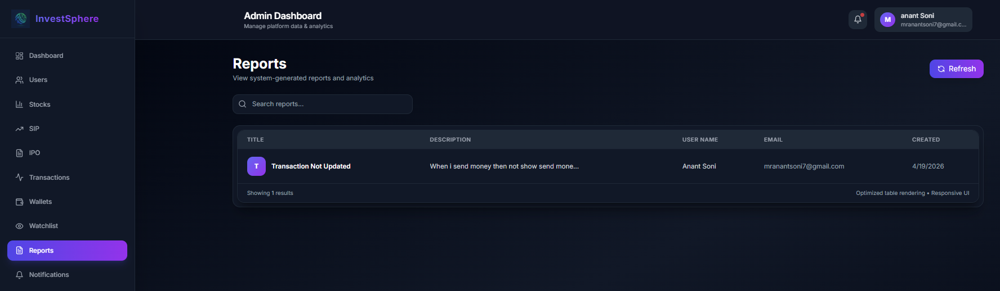 InvestSphere
Dashboard
Users
Stocks
SIP
IPO
Transactions
Wallets
Watchlist
Reports
Notifications
Admin Dashboard
Manage platform data & analytics
M
anant Soni
mranantsoni7@gmail.c...
Reports
View system-generated reports and analytics
Refresh
Search reports...
TITLE DESCRIPTION USER NAME EMAIL CREATED
T Transaction Not Updated When i send money then not show send mone... Anant Soni mranantsoni7@gmail.com 4/19/2026
Showing 1 results Optimized table rendering • Responsive UI